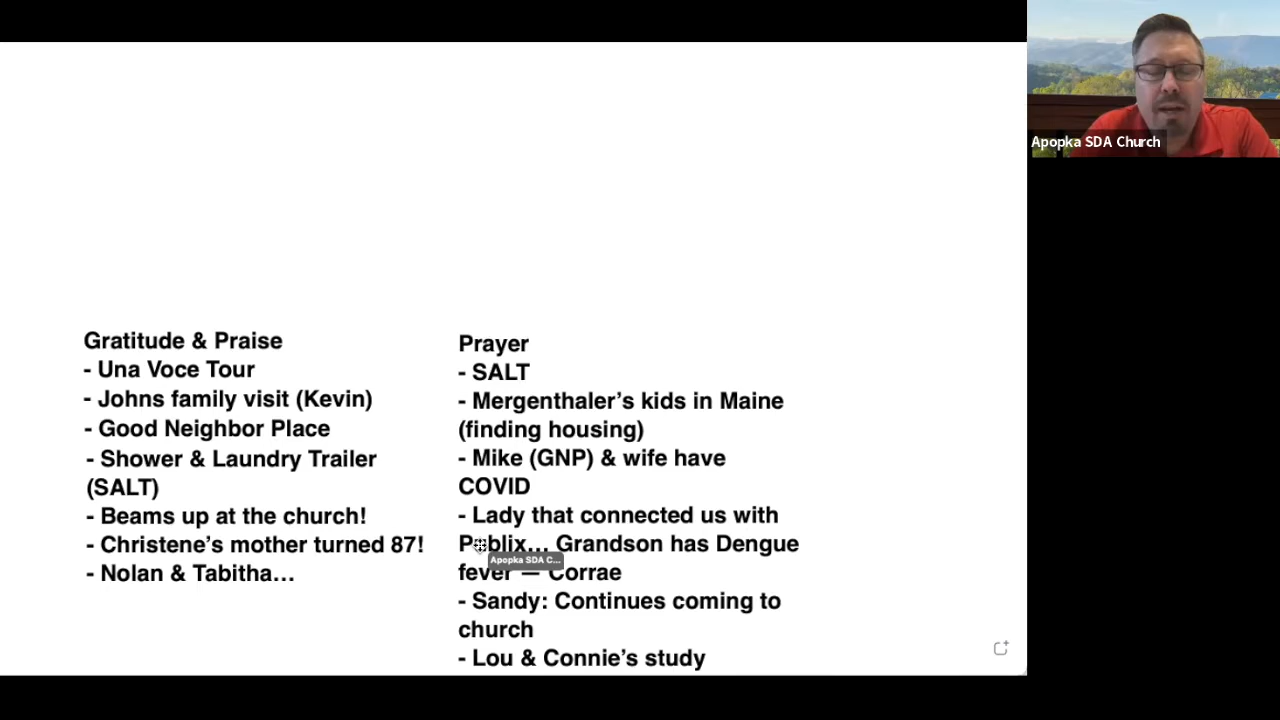 Apopka SDA Church
Gratitude & Praise
- Una Voce Tour
- Johns family visit (Kevin)
- Good Neighbor Place
- Shower & Laundry Trailer
(SALT)
- Beams up at the church!
- Christene’s mother turned 87!
- Nolan & Tabitha...
Prayer
- SALT
- Mergenthaler’s kids in Maine
(finding housing)
- Mike (GNP) & wife have
COVID
- Lady that connected us with
Publix... Grandson has Dengue
Apopka SDA C...
fever — Corrae
- Sandy: Continues coming to
church
- Lou & Connie’s study